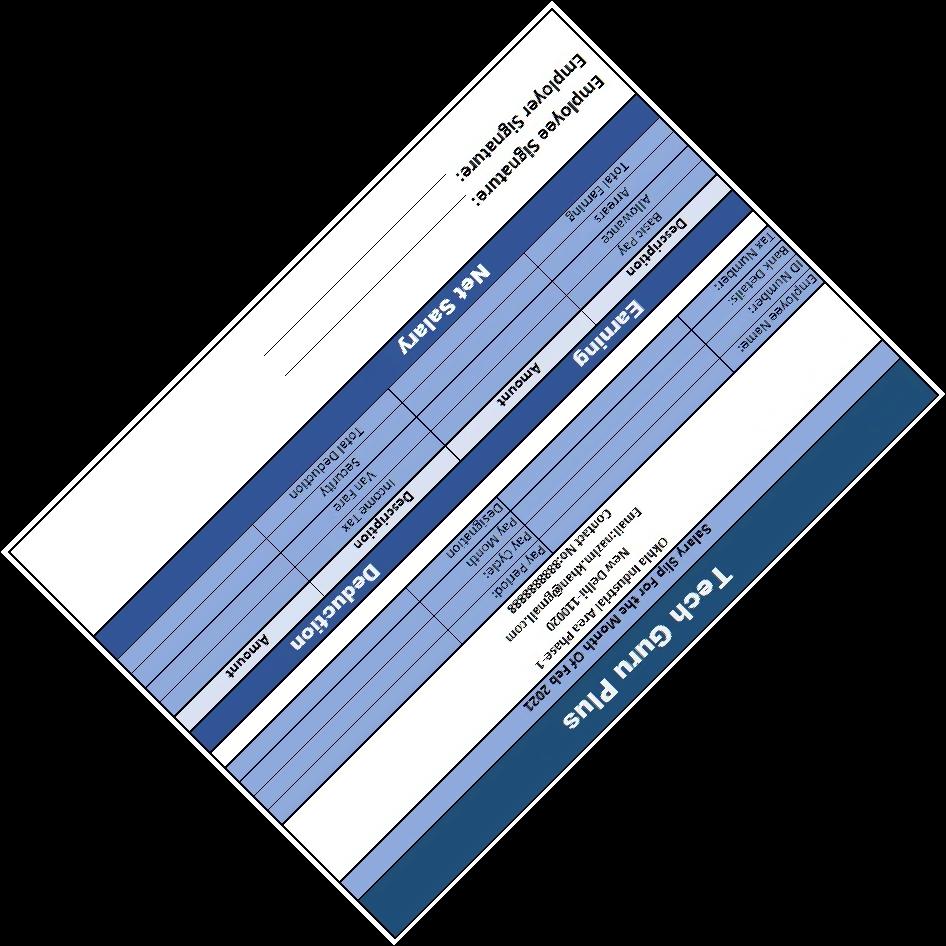 Tech Guru Plus
Salary Slip For the Month Of Feb 2021
Okhla Industrial Area Phase-1
New Delhi-110020
Email:nazim.khan@gmail.com
Contact No:88888888888
Employee Name: Pay Period:
ID Number: Pay Cycle:
Bank Details: Pay Month
Tax Number: Designation
Earning Deduction
Description Amount Description Amount
Basic Pay Income Tax
Allowance Van Fare
Arrears Security
Total Earning Total Deduction
Net Salary
Employee Signature:
Employer Signature: